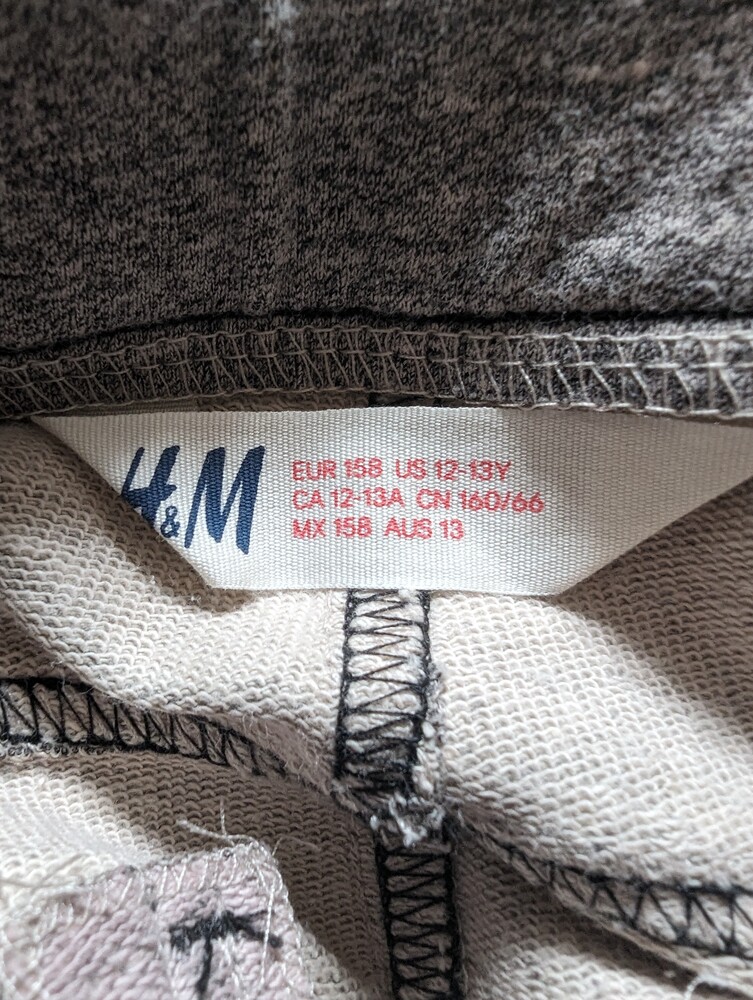 H&M
EUR 158 US 12-13Y
CA 12-13A CN 160/66
MX 158 AUS 13
T